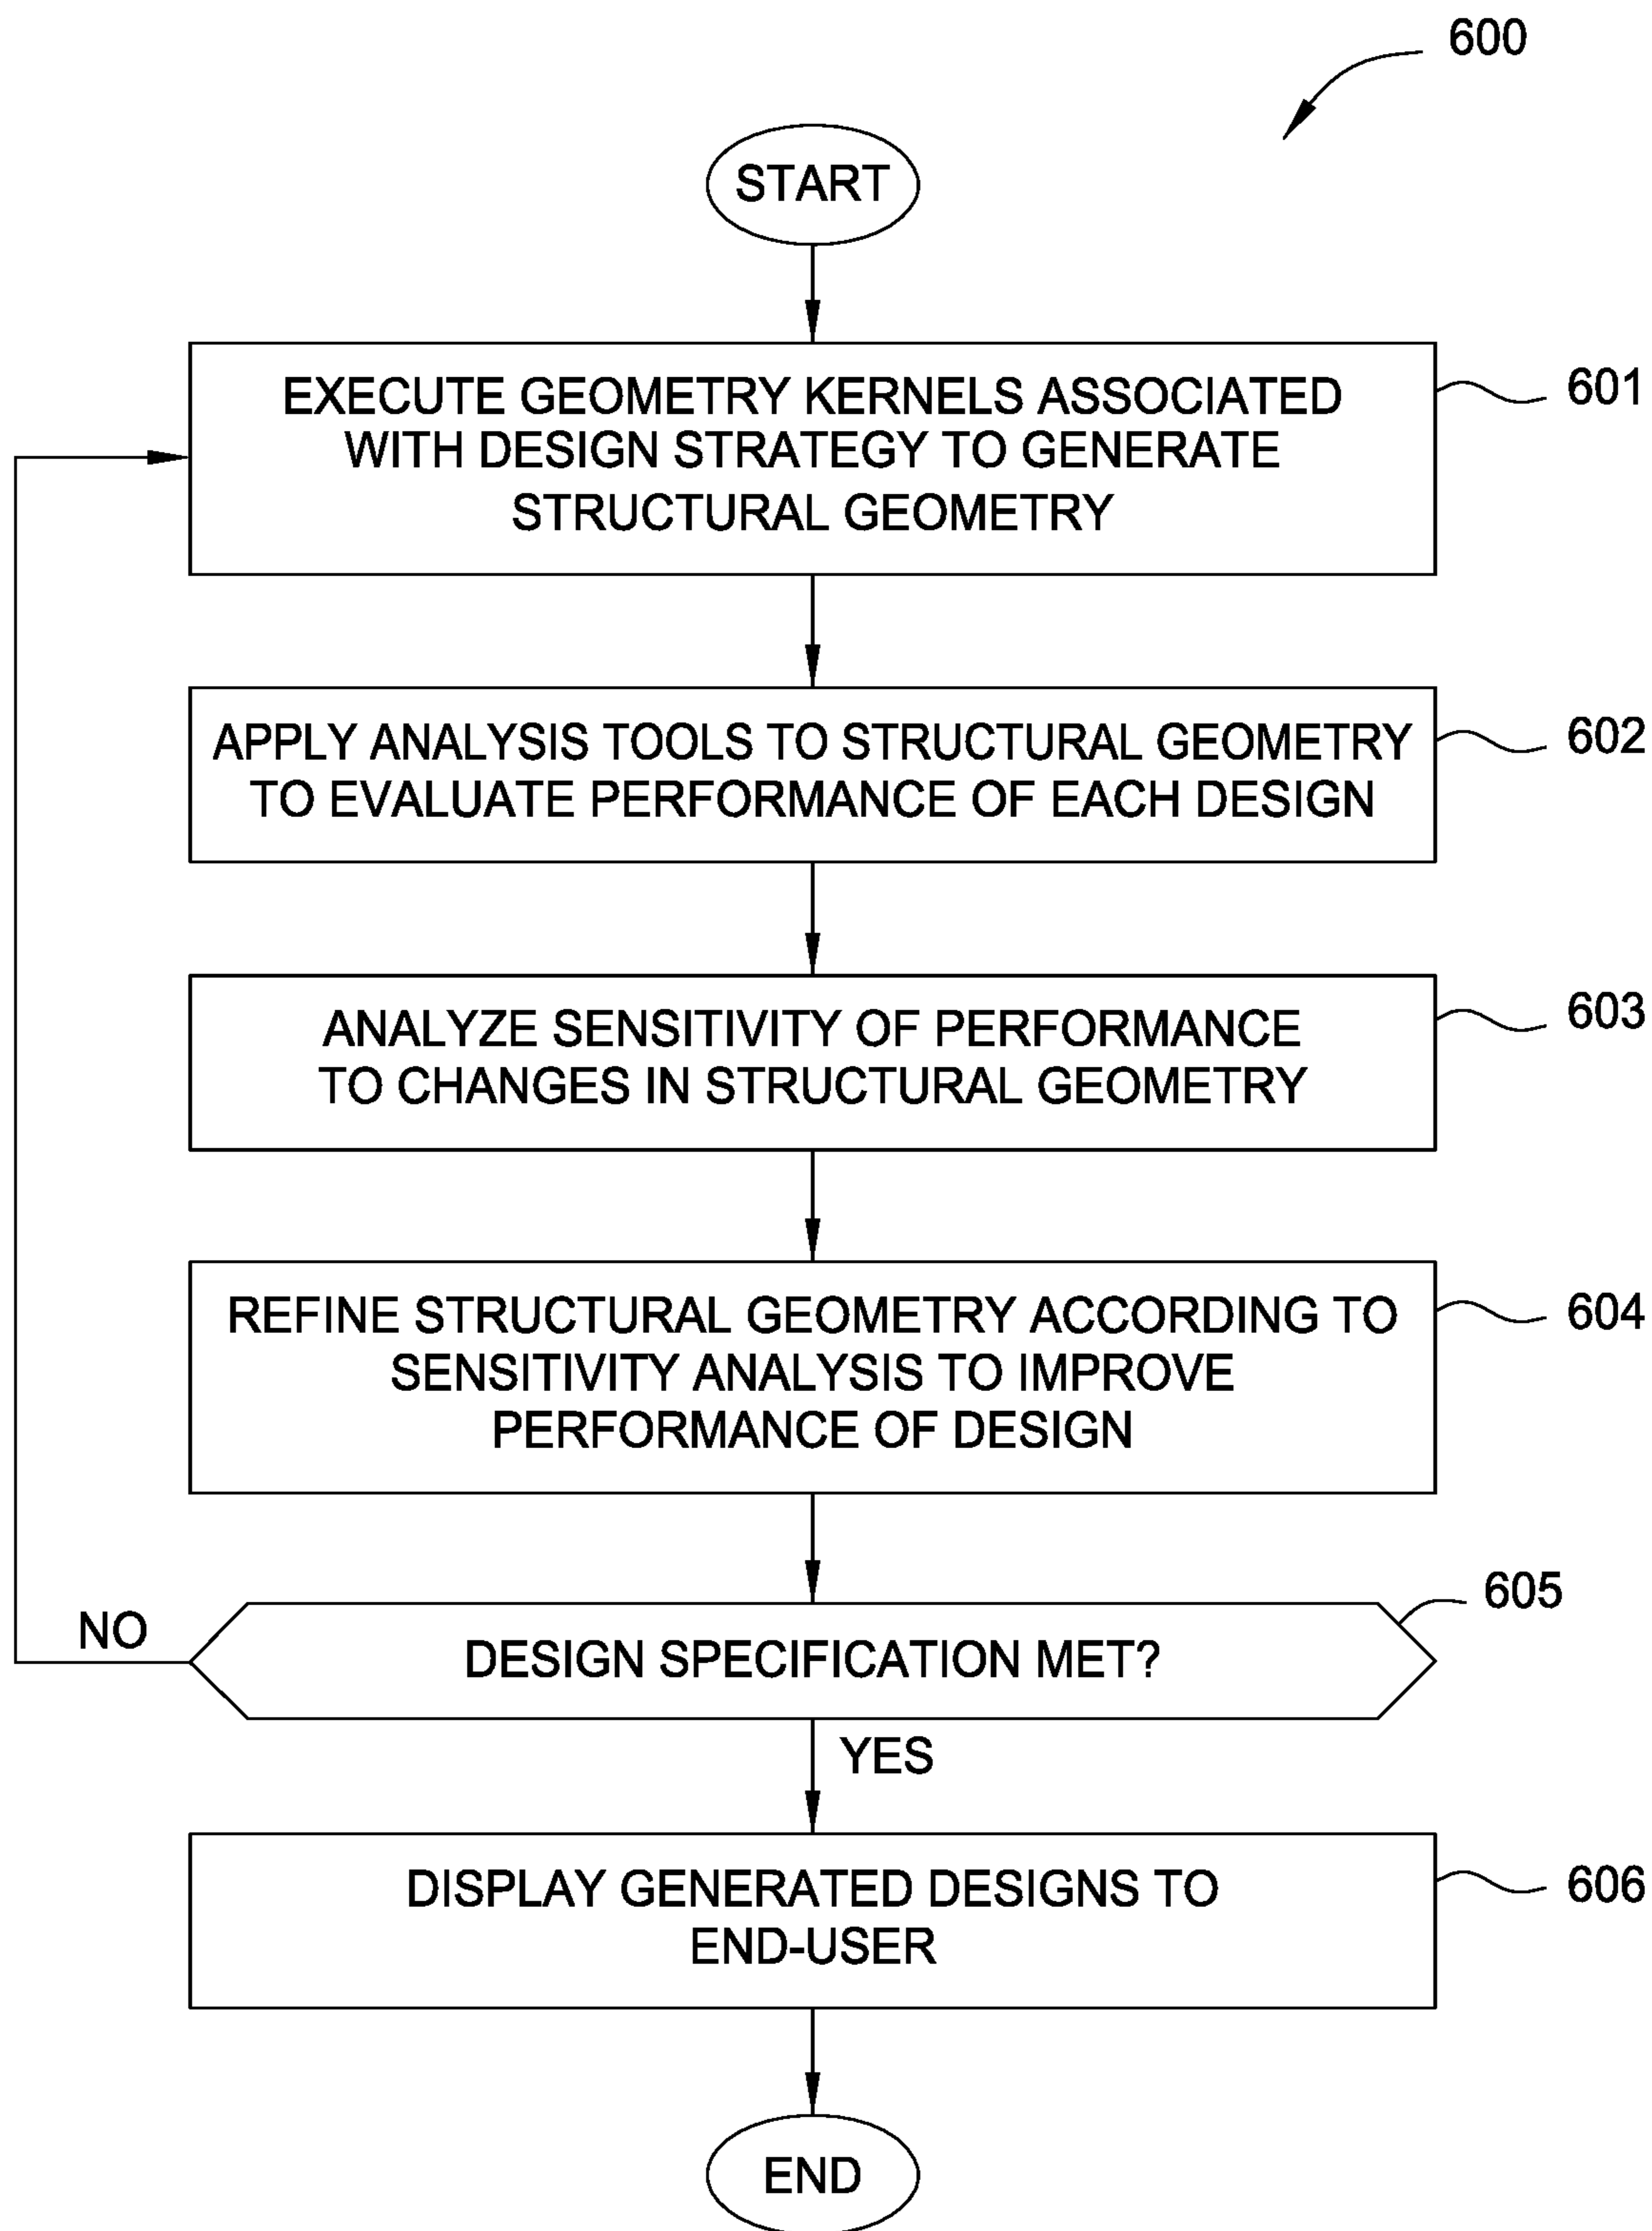 600
START
EXECUTE GEOMETRY KERNELS ASSOCIATED
WITH DESIGN STRATEGY TO GENERATE
STRUCTURAL GEOMETRY
601
APPLY ANALYSIS TOOLS TO STRUCTURAL GEOMETRY
TO EVALUATE PERFORMANCE OF EACH DESIGN
602
ANALYZE SENSITIVITY OF PERFORMANCE
TO CHANGES IN STRUCTURAL GEOMETRY
603
REFINE STRUCTURAL GEOMETRY ACCORDING TO
SENSITIVITY ANALYSIS TO IMPROVE
PERFORMANCE OF DESIGN
604
NO
DESIGN SPECIFICATION MET?
605
YES
DISPLAY GENERATED DESIGNS TO
END-USER
606
END